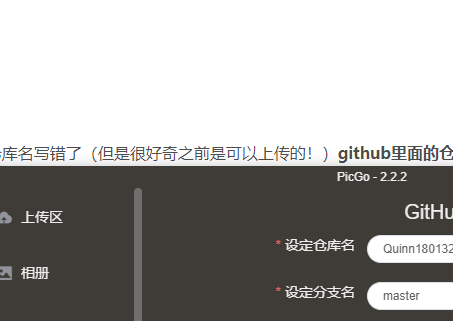 库名写错了（但是很好奇之前是可以上传的！）github里面的仓
PicGo - 2.2.2
GitHu
上传区
* 设定仓库名
Quinn180132
相册
* 设定分支名
master